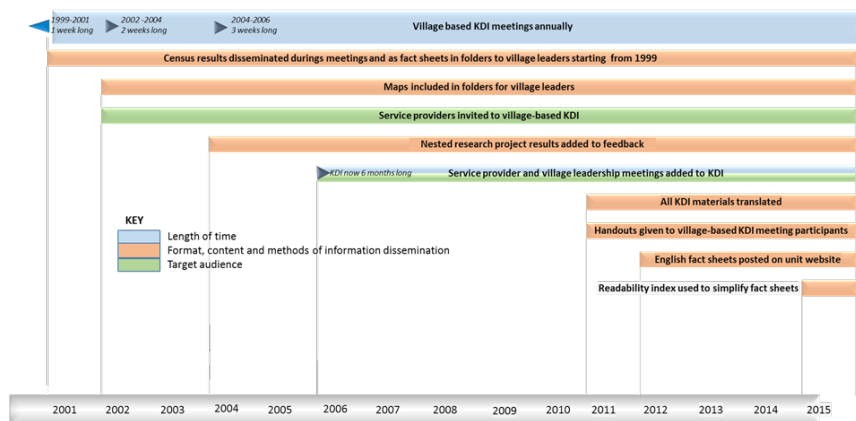 1999-2001
1 week long
2002 -2004
2 weeks long
2004-2006
3 weeks long
Village based KDI meetings annually
Census results disseminated durings meetings and as fact sheets in folders to village leaders starting from 1999
Maps included in folders for village leaders
Service providers invited to village-based KDI
Nested research project results added to feedback
KDI now 6 months long
Service provider and village leadership meetings added to KDI
All KDI materials translated
Handouts given to village-based KDI meeting participants
English fact sheets posted on unit website
Readability index used to simplify fact sheets
KEY
Length of time
Format, content and methods of information dissemination
Target audience
2001 2002 2003 2004 2005 2006 2007 2008 2009 2010 2011 2012 2013 2014 2015